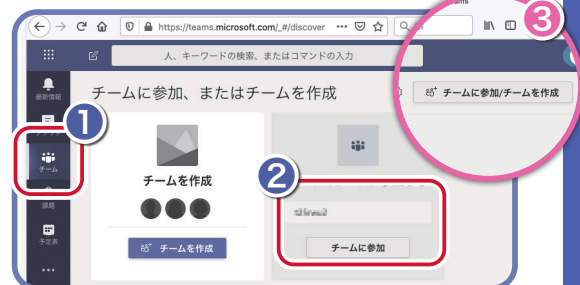 https://teams.microsoft.com/_#/discover
人、キーワードの検索、またはコマンドの入力
3
最新情報
チームに参加、またはチームを作成
チームに参加/チームを作成
1
チーム
2
チームを作成
課題
チームを作成
チームに参加
予定表